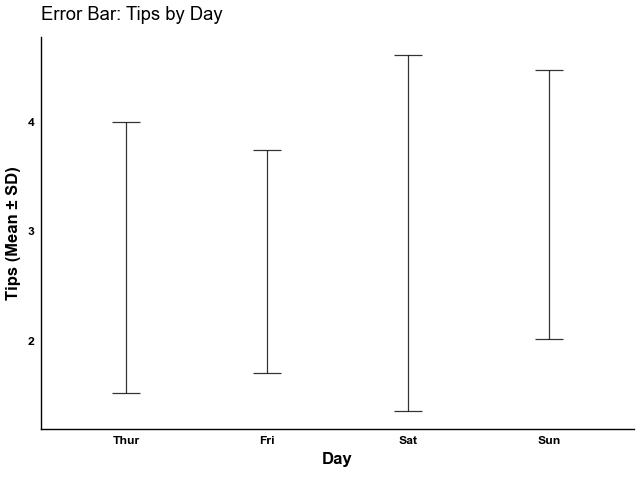 Error Bar: Tips by Day
Tips (Mean ± SD)
4
3
2
Thur Fri Sat Sun
Day